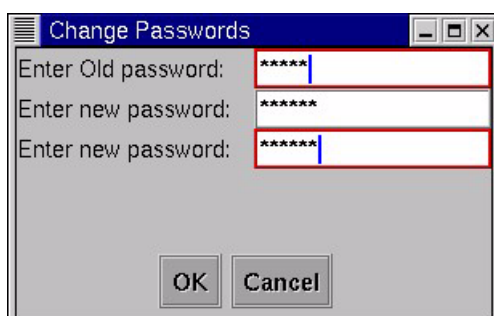 Change Passwords
Enter Old password: *****
Enter new password: ******
Enter new password: ******
OK Cancel